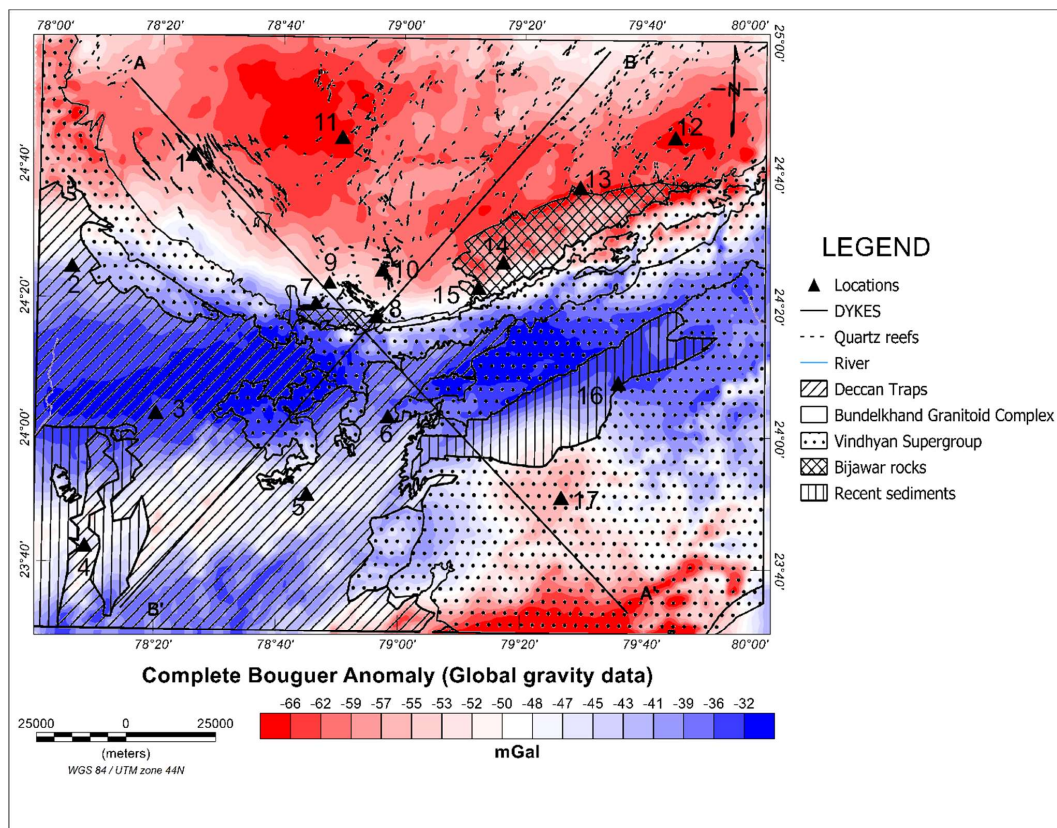 78°00' 78°20' 78°40' 79°00' 79°20' 79°40' 80°00'
25°00'
A B
N
11 12
1
24°40' 24°40'
13
14
2 9 10
7 15
8
24°20' 24°20'
3 16
6
24°00' 24°00'
5 17
4
23°40' 23°40'
B' A'
78°20' 78°40' 79°00' 79°20' 79°40' 80°00'
LEGEND
Locations
DYKES
Quartz reefs
River
Deccan Traps
Bundelkhand Granitoid Complex
Vindhyan Supergroup
Bijawar rocks
Recent sediments
Complete Bouguer Anomaly (Global gravity data)
-66 -62 -59 -57 -55 -53 -52 -50 -48 -47 -45 -43 -41 -39 -36 -32
mGal
25000 0 25000
(meters)
WGS 84 / UTM zone 44N